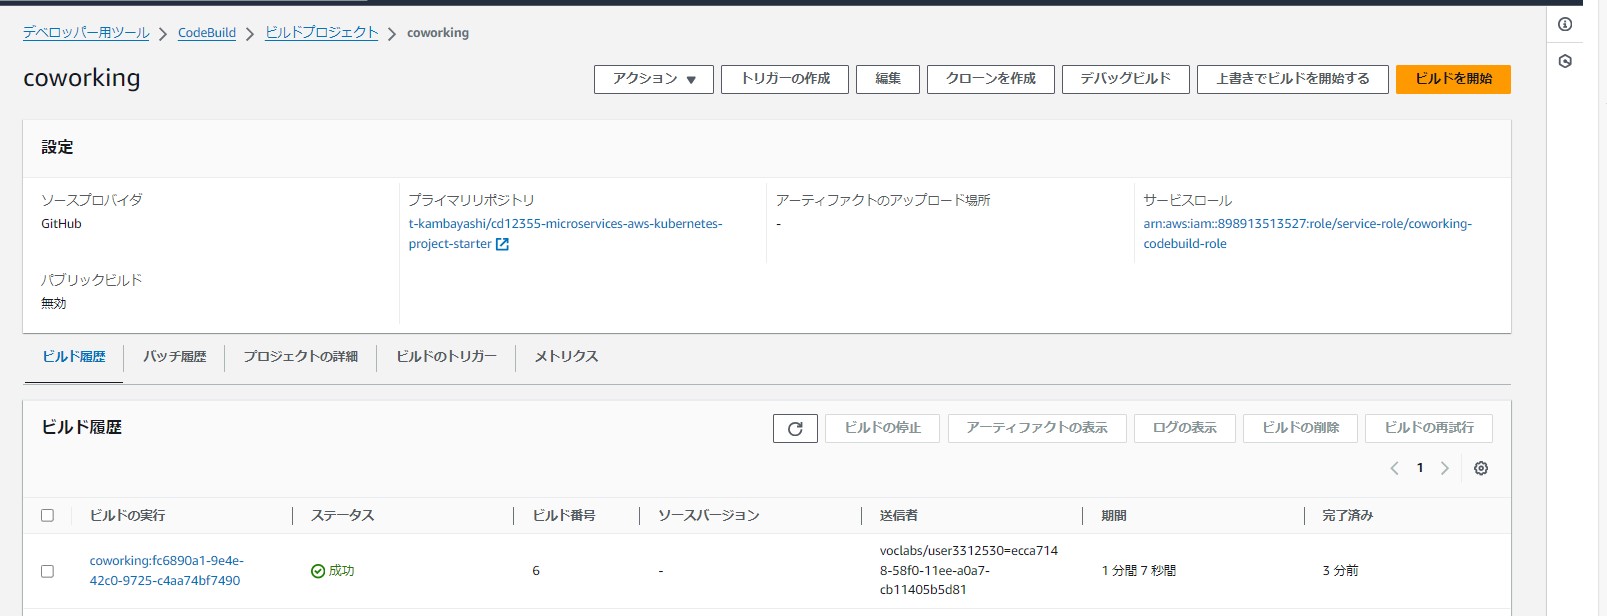 デベロッパー用ツール > CodeBuild > ビルドプロジェクト > coworking
coworking
アクション ▼ トリガーの作成 編集 クローンを作成 デバッグビルド 上書きでビルドを開始する ビルドを開始
設定
ソースプロバイダ
GitHub
プライマリリポジトリ
t-kambayashi/cd12355-microservices-aws-kubernetes-
project-starter
アーティファクトのアップロード場所
-
サービスロール
arn:aws:iam::898913513527:role/service-role/coworking-
codebuild-role
パブリックビルド
無効
ビルド履歴 バッチ履歴 プロジェクトの詳細 ビルドのトリガー メトリクス
ビルド履歴
ビルドの停止 アーティファクトの表示 ログの表示 ビルドの削除 ビルドの再試行
< 1 >
ビルドの実行 ステータス ビルド番号 ソースバージョン 送信者 期間 完了済み
coworking:fc6890a1-9e4e-
42c0-9725-c4aa74bf7490
成功
6
-
voclabs/user3312530=ecca714
8-58f0-11ee-a0a7-
cb11405b5d81
1 分間 7 秒間
3 分前